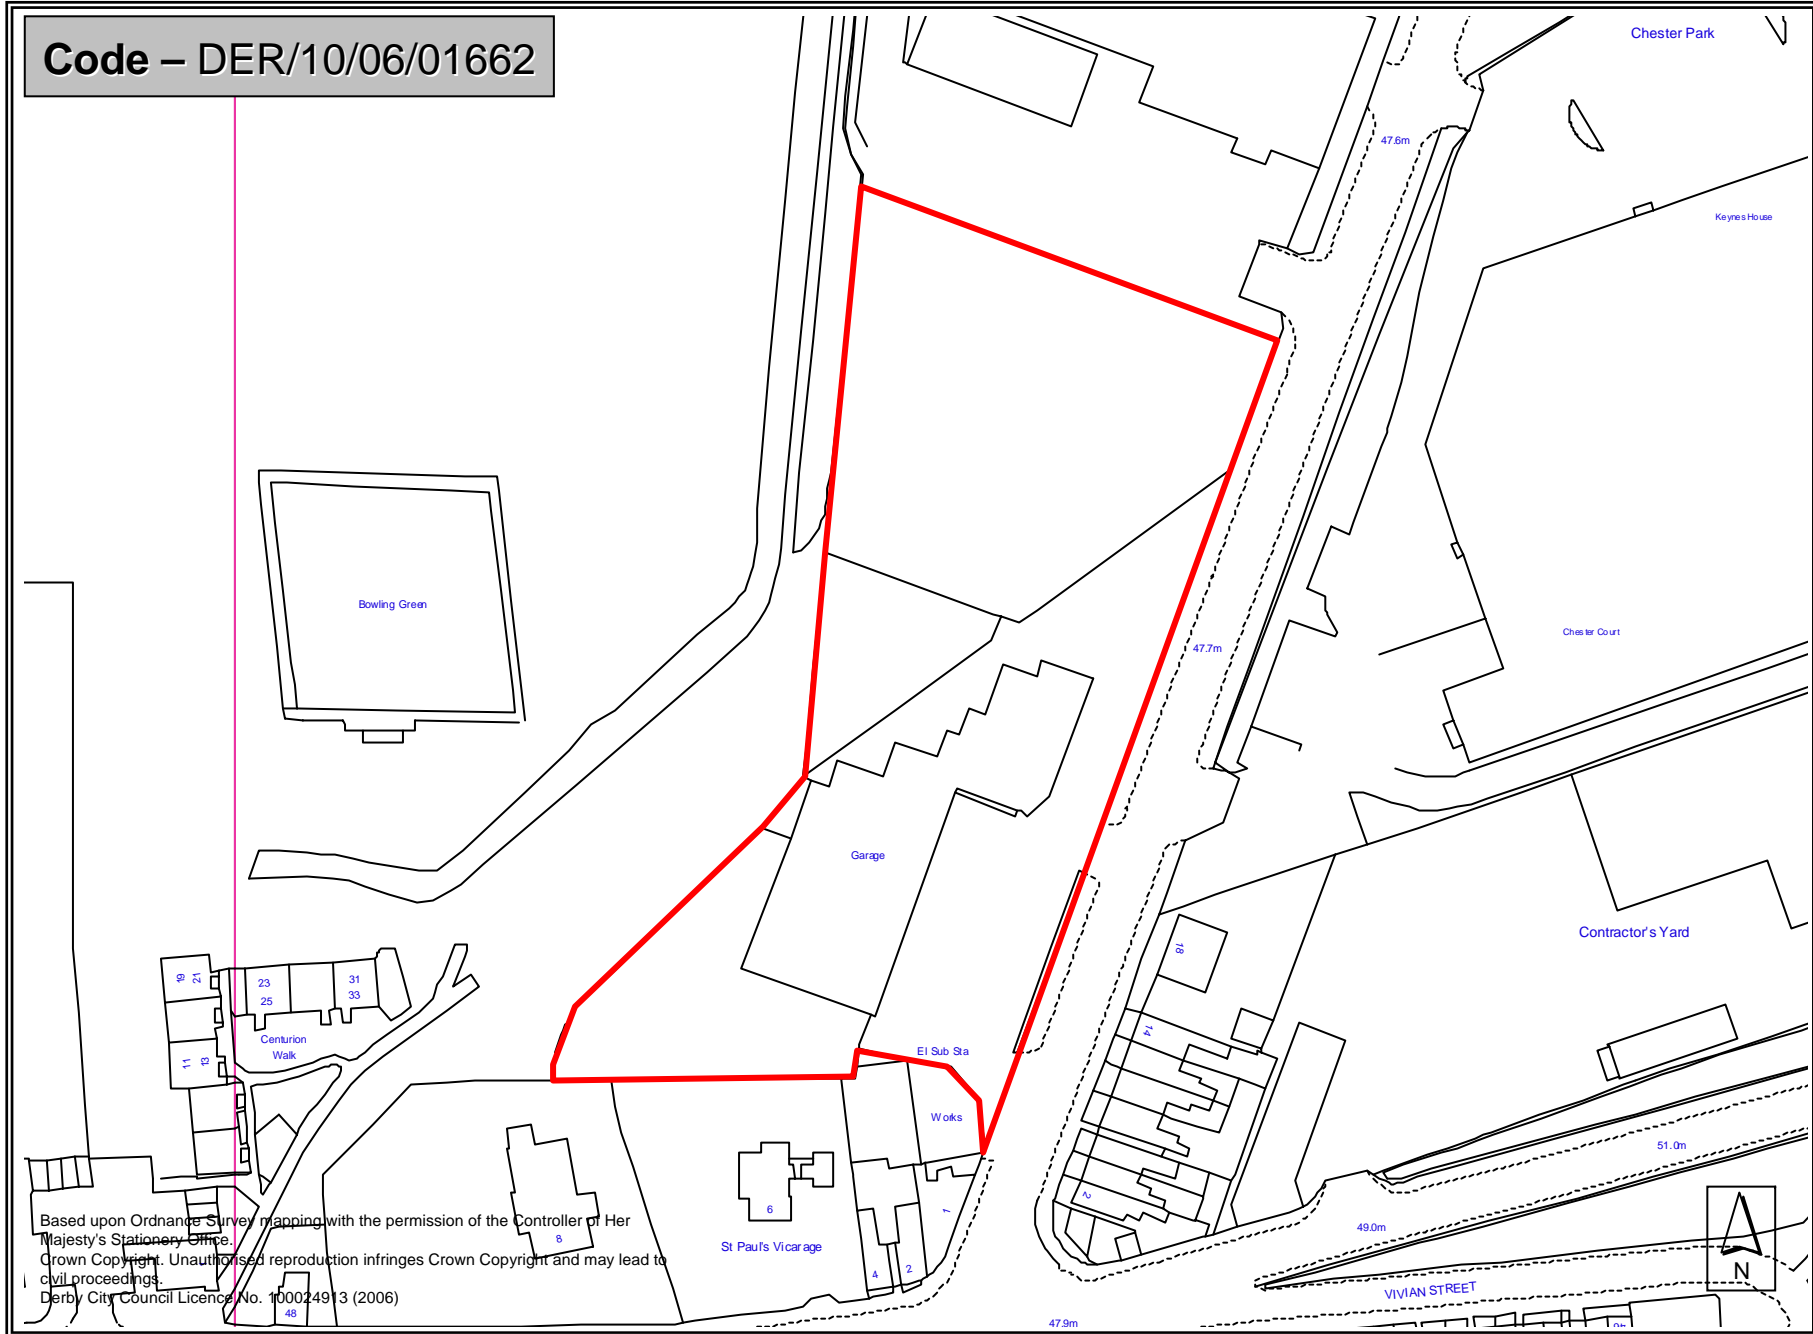 Code – DER/10/06/01662
Chester Park
47.6m
Keynes House
Bowling Green
Chester Court
47.7m
Garage
Contractor's Yard
18
19
21
23
25
31
33
14
Centurion
Walk
11
13
El Sub Sta
Works
51.0m
2
6
1
8
St Paul's Vicarage
49.0m
4
2
VIVIAN STREET
N
48
47.9m
Based upon Ordnance Survey mapping with the permission of the Controller of Her
Majesty's Stationery Office.
Crown Copyright. Unauthorised reproduction infringes Crown Copyright and may lead to
civil proceedings.
Derby City Council Licence No. 100024913 (2006)